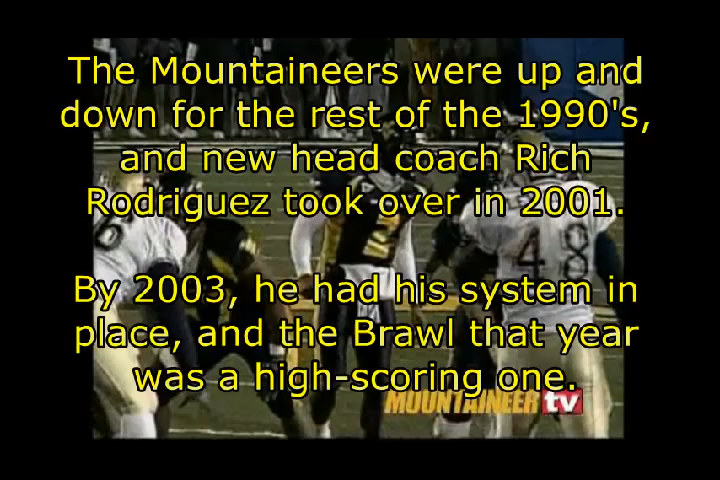 The Mountaineers were up and
down for the rest of the 1990's,
and new head coach Rich
Rodriguez took over in 2001.
By 2003, he had his system in
place, and the Brawl that year
was a high-scoring one.
MOUNTAINEER tv
48
2